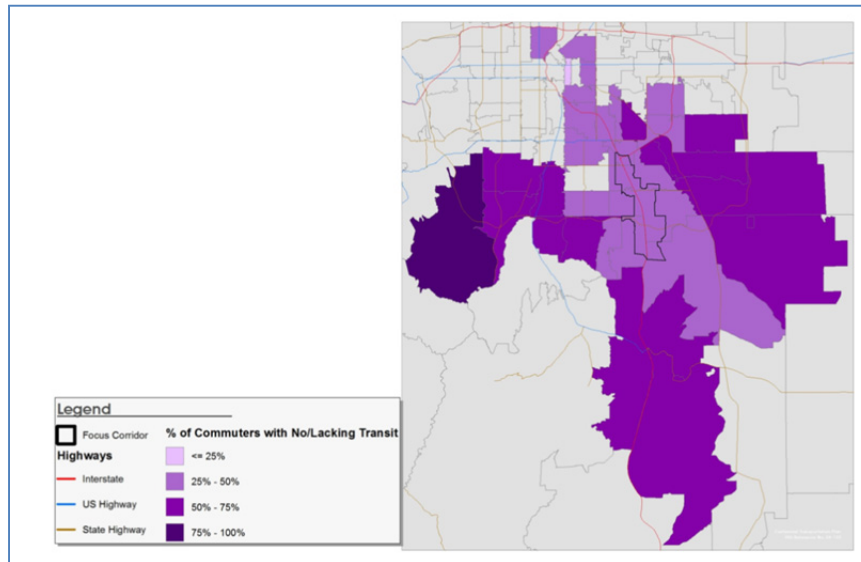 Legend
Focus Corridor
Highways
Interstate
US Highway
State Highway
% of Commuters with No/Lacking Transit
<= 25%
25% - 50%
50% - 75%
75% - 100%